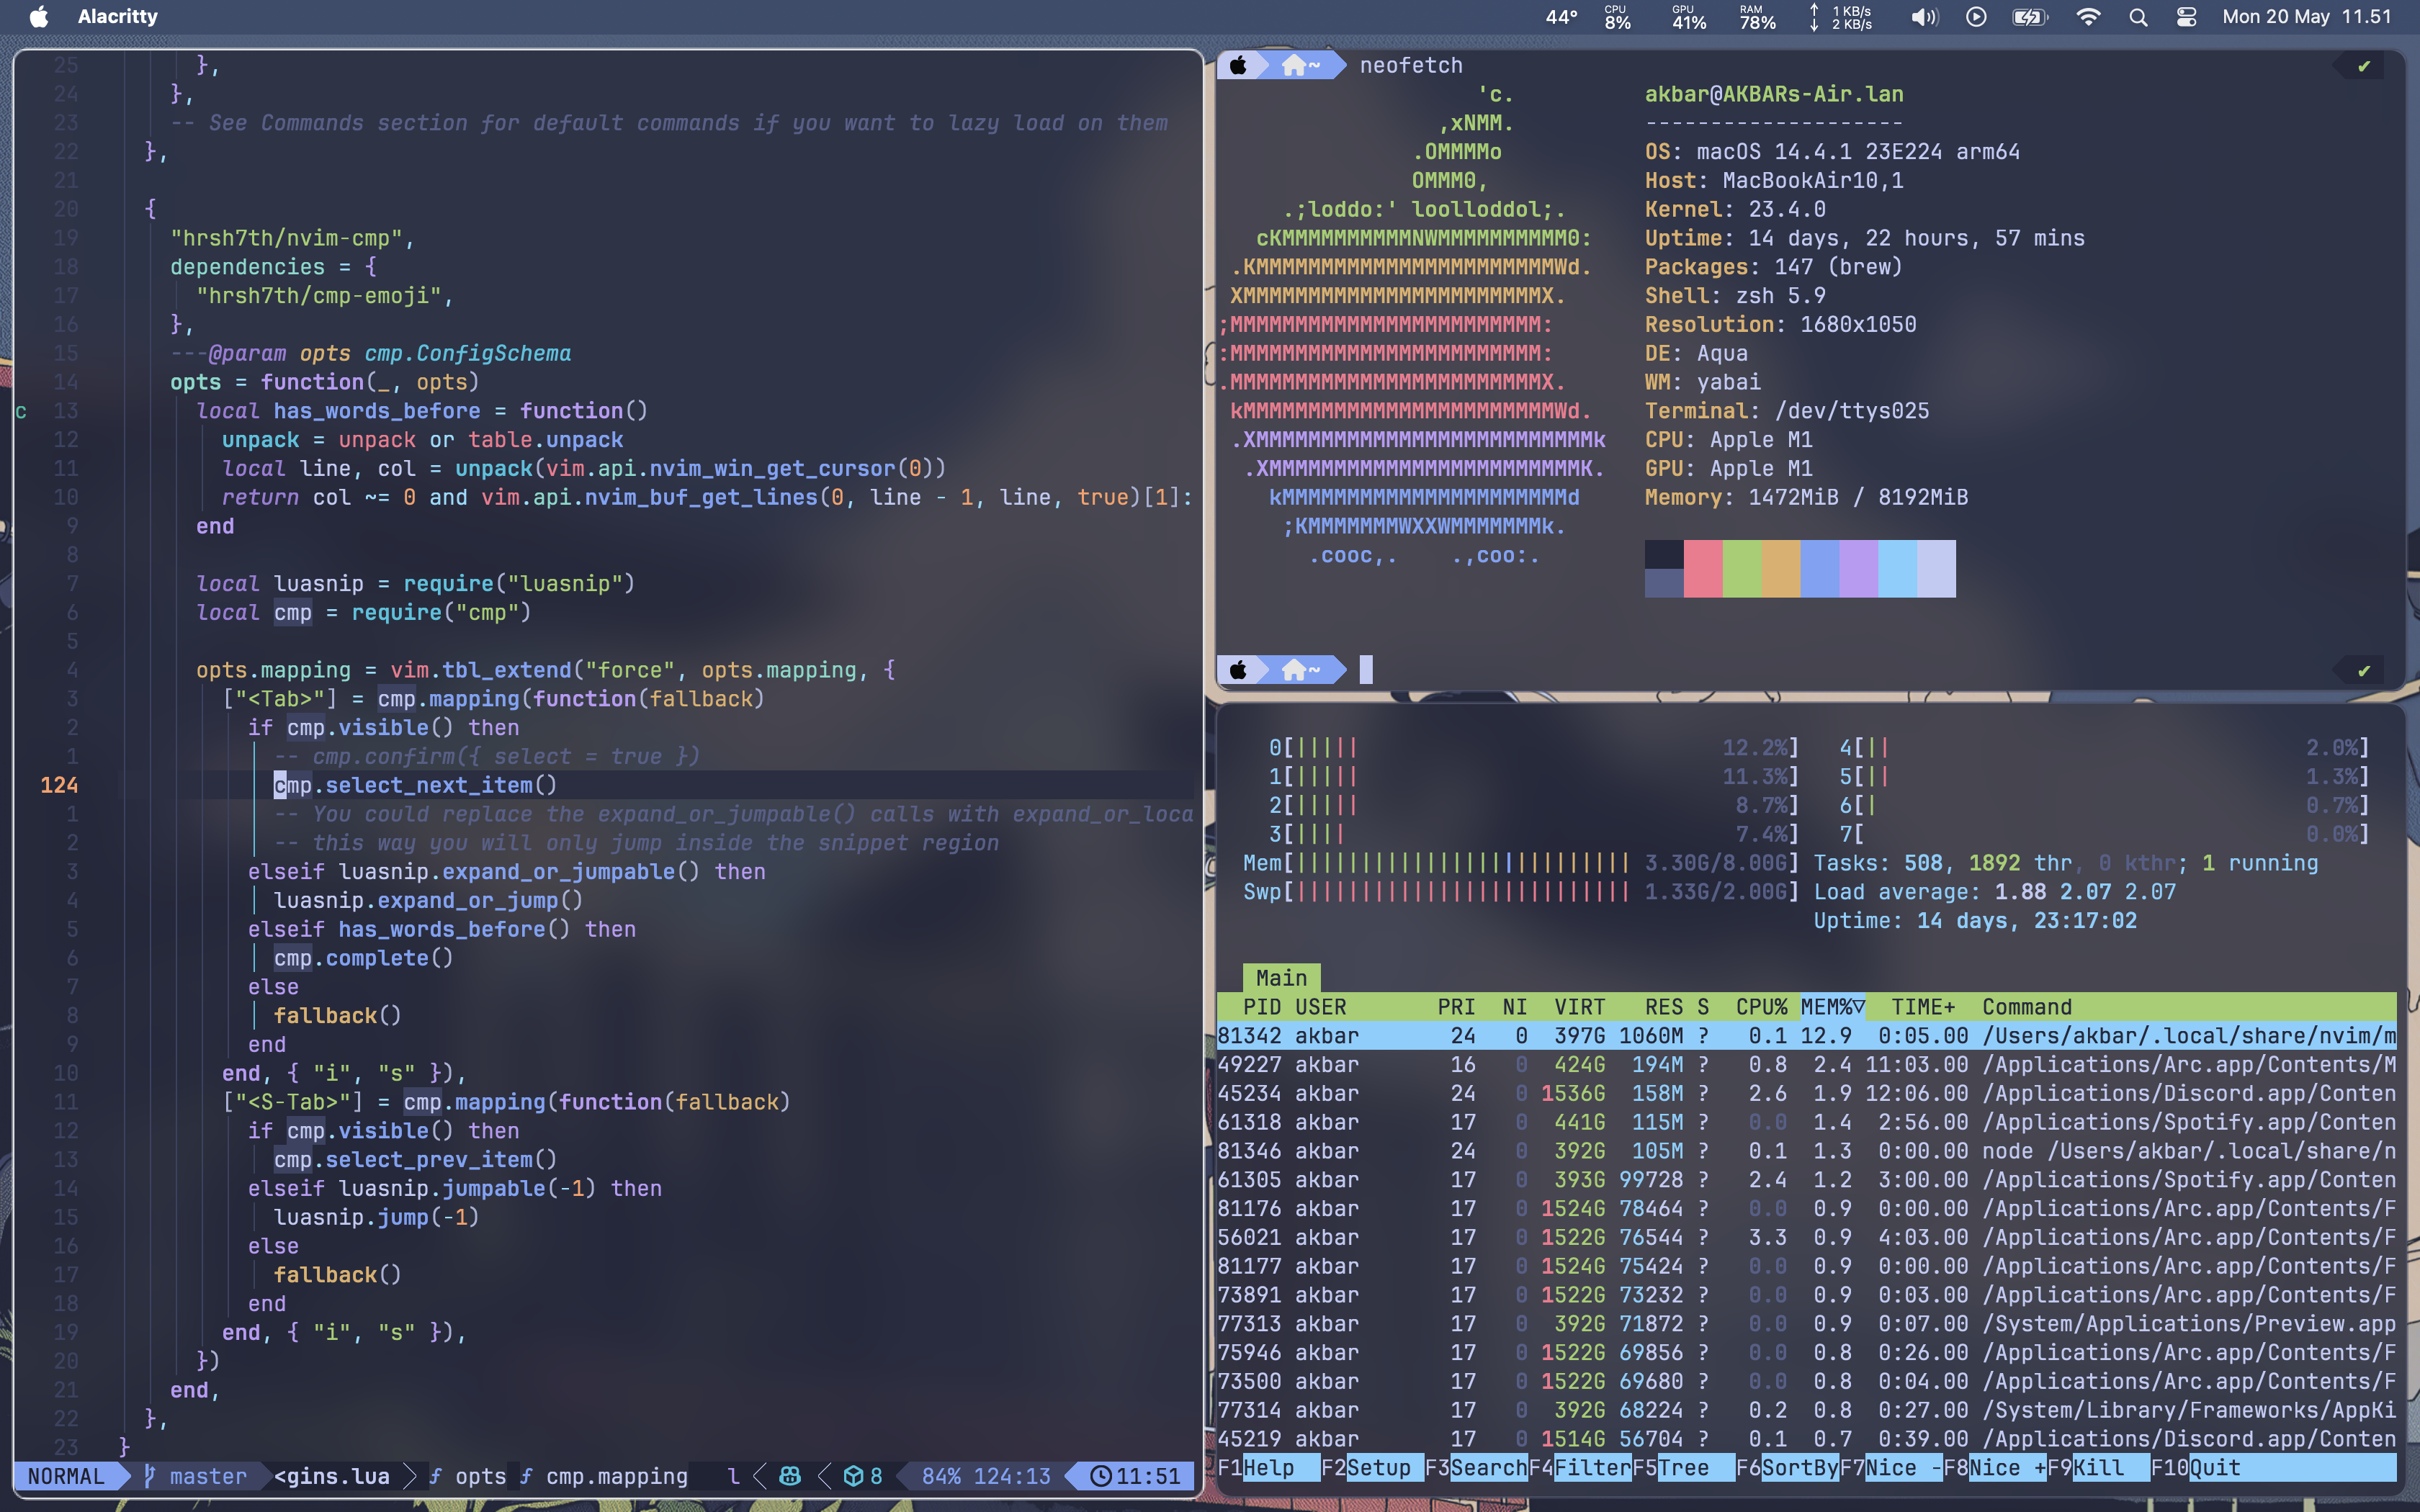 Alacritty
44° CPU 8% GPU 41% RAM 78% 1 KB/s 2 KB/s Mon 20 May 11.51
25 },
24 },
23 -- See Commands section for default commands if you want to lazy load on them
22 },
21
20 {
19 "hrsh7th/nvim-cmp",
18 dependencies = {
17 "hrsh7th/cmp-emoji",
16 },
15 ---@param opts cmp.ConfigSchema
14 opts = function(_, opts)
c 13 local has_words_before = function()
12 unpack = unpack or table.unpack
11 local line, col = unpack(vim.api.nvim_win_get_cursor(0))
10 return col ~= 0 and vim.api.nvim_buf_get_lines(0, line - 1, line, true)[1]:
9 end
8
7 local luasnip = require("luasnip")
6 local cmp = require("cmp")
5
4 opts.mapping = vim.tbl_extend("force", opts.mapping, {
3 ["<Tab>"] = cmp.mapping(function(fallback)
2 if cmp.visible() then
1 -- cmp.confirm({ select = true })
124 cmp.select_next_item()
1 -- You could replace the expand_or_jumpable() calls with expand_or_loca
2 -- this way you will only jump inside the snippet region
3 elseif luasnip.expand_or_jumpable() then
4 luasnip.expand_or_jump()
5 elseif has_words_before() then
6 cmp.complete()
7 else
8 fallback()
9 end
10 end, { "i", "s" }),
11 ["<S-Tab>"] = cmp.mapping(function(fallback)
12 if cmp.visible() then
13 cmp.select_prev_item()
14 elseif luasnip.jumpable(-1) then
15 luasnip.jump(-1)
16 else
17 fallback()
18 end
19 end, { "i", "s" }),
20 })
21 end,
22 },
23 }
NORMAL master <gins.lua opts cmp.mapping l 8 84% 124:13 11:51
~ neofetch ✔
'c. akbar@AKBARs-Air.lan
,xNMM. --------------------
.OMMMMo OS: macOS 14.4.1 23E224 arm64
OMMM0, Host: MacBookAir10,1
.;loddo:' loolloddol;. Kernel: 23.4.0
cKMMMMMMMMMMNWMMMMMMMMMM0: Uptime: 14 days, 22 hours, 57 mins
.KMMMMMMMMMMMMMMMMMMMMMMMWd. Packages: 147 (brew)
XMMMMMMMMMMMMMMMMMMMMMMMX. Shell: zsh 5.9
;MMMMMMMMMMMMMMMMMMMMMMMM: Resolution: 1680x1050
:MMMMMMMMMMMMMMMMMMMMMMMM: DE: Aqua
.MMMMMMMMMMMMMMMMMMMMMMMMX. WM: yabai
kMMMMMMMMMMMMMMMMMMMMMMMMWd. Terminal: /dev/ttys025
.XMMMMMMMMMMMMMMMMMMMMMMMMMMk CPU: Apple M1
.XMMMMMMMMMMMMMMMMMMMMMMMMK. GPU: Apple M1
kMMMMMMMMMMMMMMMMMMMMMMd Memory: 1472MiB / 8192MiB
;KMMMMMMMWXXWMMMMMMMk.
.cooc,. .,coo:.
~ ✔
0[||||| 12.2%] 4[|| 2.0%]
1[||||| 11.3%] 5[|| 1.3%]
2[||||| 8.7%] 6[| 0.7%]
3[|||| 7.4%] 7[ 0.0%]
Mem[|||||||||||||||||||||||||| 3.30G/8.00G] Tasks: 508, 1892 thr, 0 kthr; 1 running
Swp[|||||||||||||||||||||||||| 1.33G/2.00G] Load average: 1.88 2.07 2.07
Uptime: 14 days, 23:17:02
Main
PID USER PRI NI VIRT RES S CPU% MEM%▽ TIME+ Command
81342 akbar 24 0 397G 1060M ? 0.1 12.9 0:05.00 /Users/akbar/.local/share/nvim/m
49227 akbar 16 0 424G 194M ? 0.8 2.4 11:03.00 /Applications/Arc.app/Contents/M
45234 akbar 24 0 1536G 158M ? 2.6 1.9 12:06.00 /Applications/Discord.app/Conten
61318 akbar 17 0 441G 115M ? 0.0 1.4 2:56.00 /Applications/Spotify.app/Conten
81346 akbar 24 0 392G 105M ? 0.1 1.3 0:00.00 node /Users/akbar/.local/share/n
61305 akbar 17 0 393G 99728 ? 2.4 1.2 3:00.00 /Applications/Spotify.app/Conten
81176 akbar 17 0 1524G 78464 ? 0.0 0.9 0:00.00 /Applications/Arc.app/Contents/F
56021 akbar 17 0 1522G 76544 ? 3.3 0.9 4:03.00 /Applications/Arc.app/Contents/F
81177 akbar 17 0 1524G 75424 ? 0.0 0.9 0:00.00 /Applications/Arc.app/Contents/F
73891 akbar 17 0 1522G 73232 ? 0.0 0.9 0:03.00 /Applications/Arc.app/Contents/F
77313 akbar 17 0 392G 71872 ? 0.0 0.9 0:07.00 /System/Applications/Preview.app
75946 akbar 17 0 1522G 69856 ? 0.0 0.8 0:26.00 /Applications/Arc.app/Contents/F
73500 akbar 17 0 1522G 69680 ? 0.0 0.8 0:04.00 /Applications/Arc.app/Contents/F
77314 akbar 17 0 392G 68224 ? 0.2 0.8 0:27.00 /System/Library/Frameworks/AppKi
45219 akbar 17 0 1514G 56704 ? 0.1 0.7 0:39.00 /Applications/Discord.app/Conten
F1Help F2Setup F3SearchF4FilterF5Tree F6SortByF7Nice -F8Nice +F9Kill F10Quit